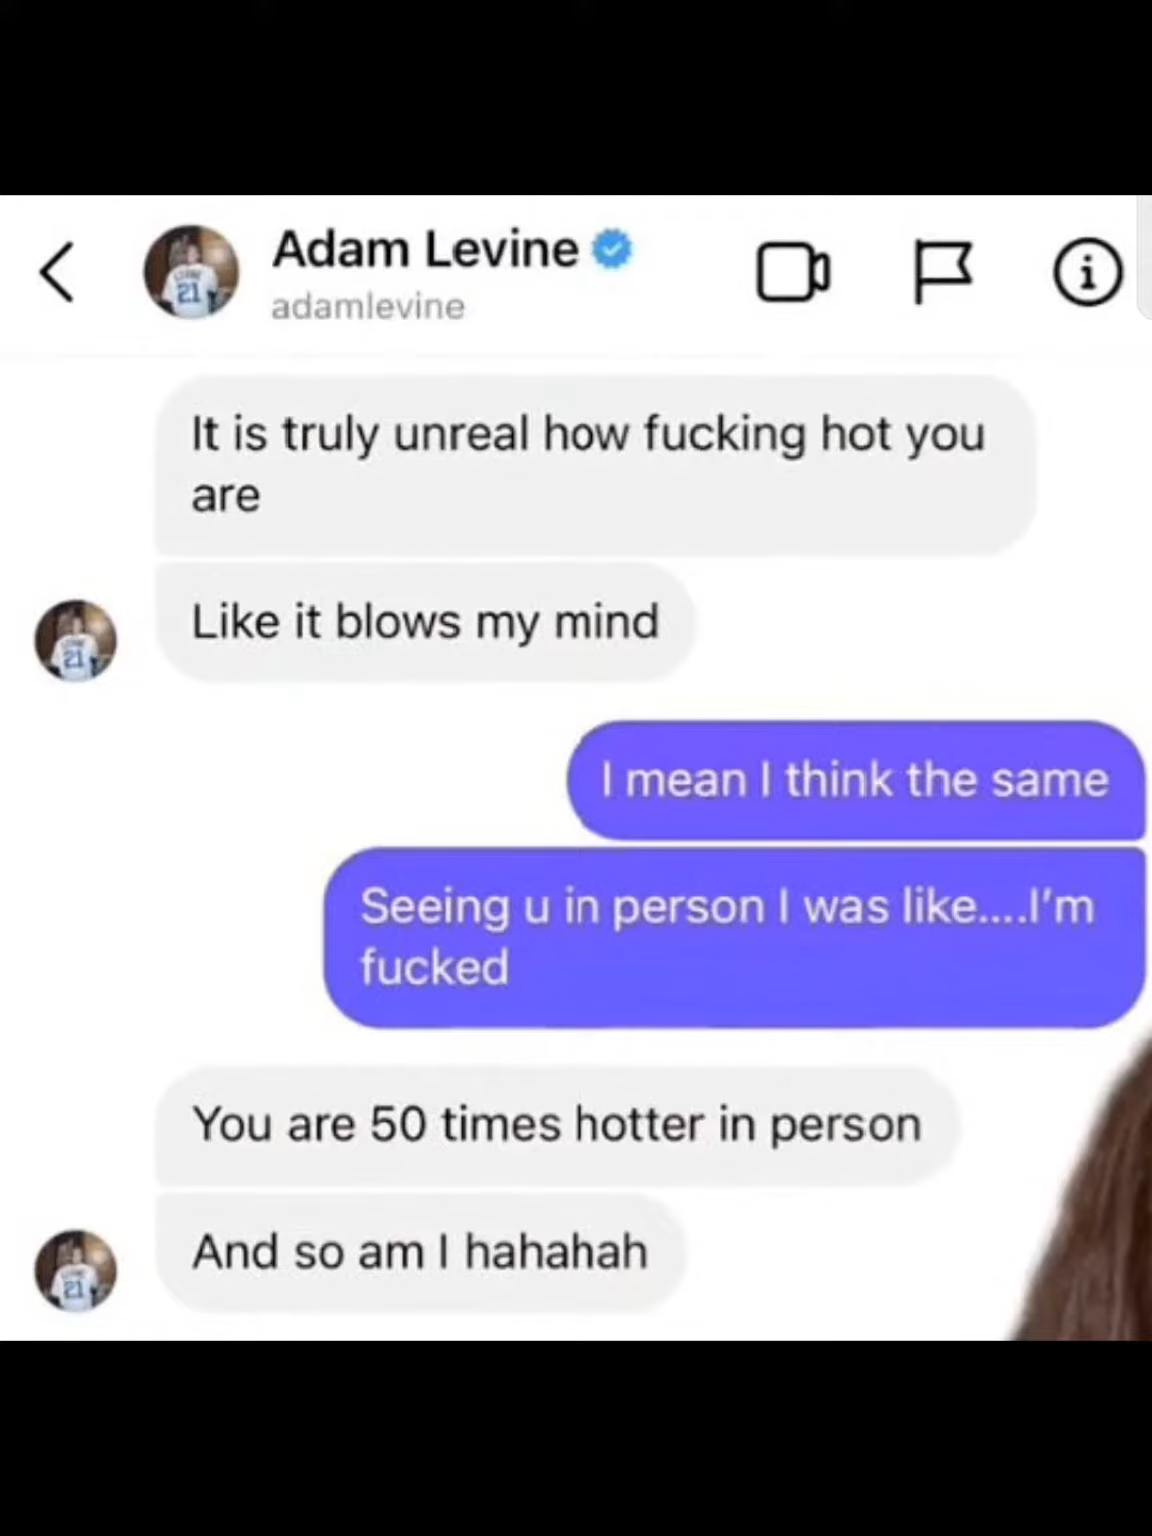 Adam Levine
adamlevine
It is truly unreal how fucking hot you
are
Like it blows my mind
21
I mean I think the same
Seeing u in person I was like....I'm
fucked
You are 50 times hotter in person
And so am I hahahah
21